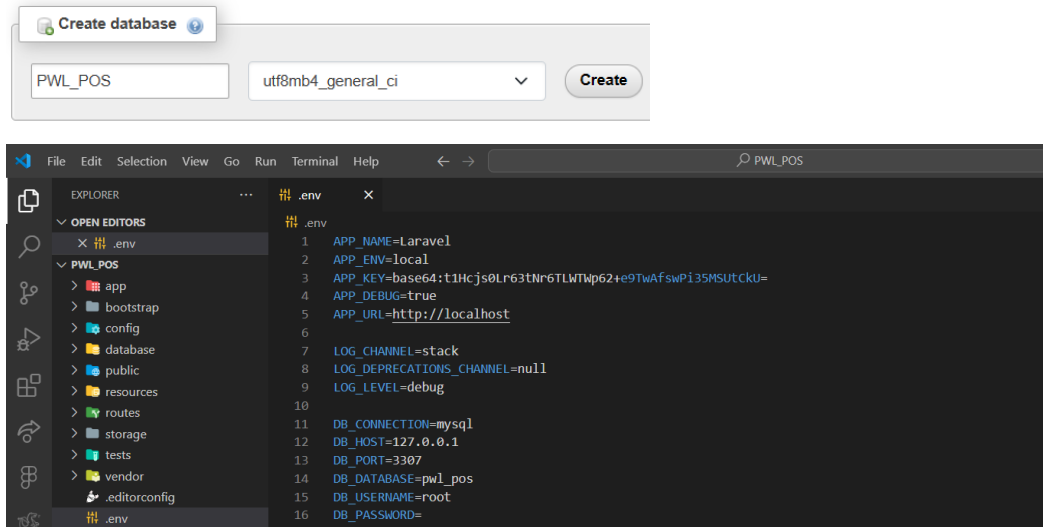 Create database
PWL_POS utf8mb4_general_ci Create
File Edit Selection View Go Run Terminal Help PWL_POS
EXPLORER ...
OPEN EDITORS
.env
PWL_POS
app
bootstrap
config
database
public
resources
routes
storage
tests
vendor
.editorconfig
.env
.env
.env
1 APP_NAME=Laravel
2 APP_ENV=local
3 APP_KEY=base64:t1Hcjs0Lr63tNr6TLWTWp62+e9TwAfswPi35MSUtCkU=
4 APP_DEBUG=true
5 APP_URL=http://localhost
6
7 LOG_CHANNEL=stack
8 LOG_DEPRECATIONS_CHANNEL=null
9 LOG_LEVEL=debug
10
11 DB_CONNECTION=mysql
12 DB_HOST=127.0.0.1
13 DB_PORT=3307
14 DB_DATABASE=pwl_pos
15 DB_USERNAME=root
16 DB_PASSWORD=